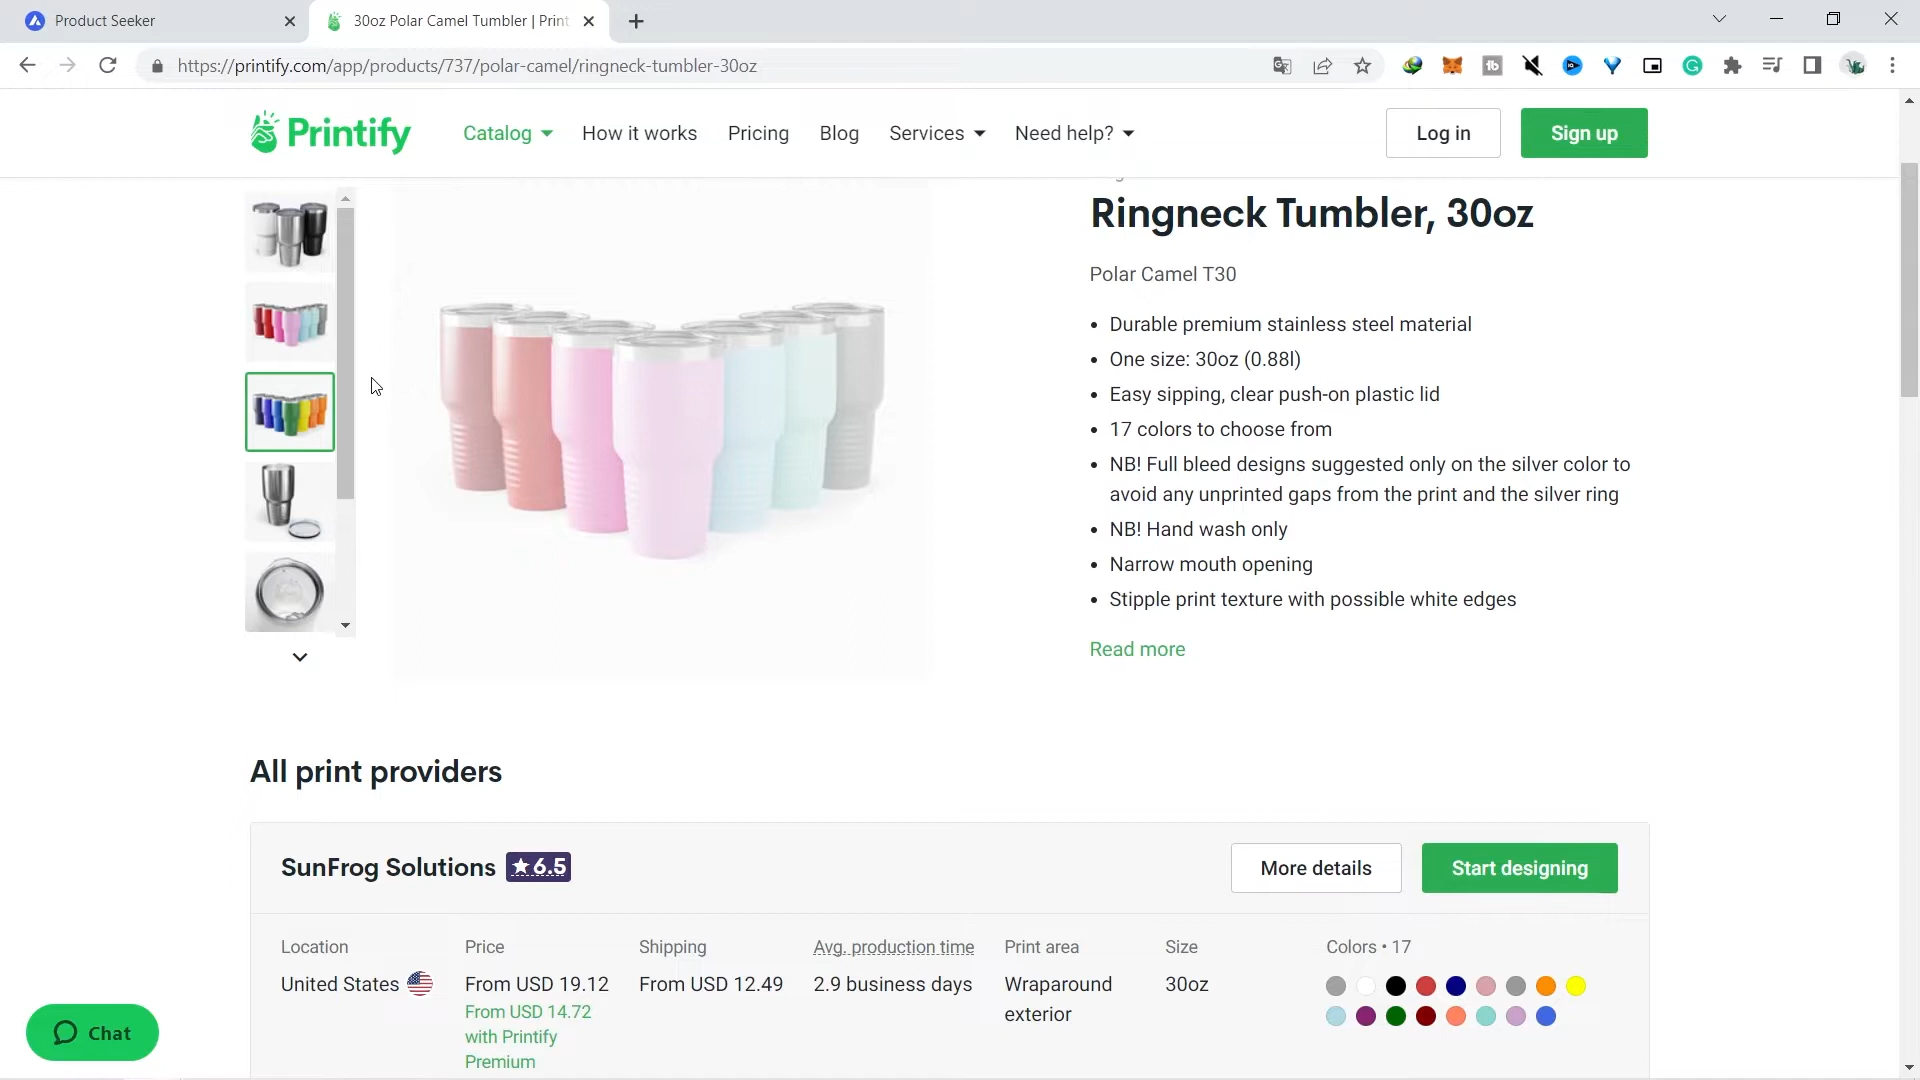 Product Seeker
30oz Polar Camel Tumbler | Print
https://printify.com/app/products/737/polar-camel/ringneck-tumbler-30oz
Printify
Catalog
How it works
Pricing
Blog
Services
Need help?
Log in
Sign up
Ringneck Tumbler, 30oz
Polar Camel T30
• Durable premium stainless steel material
• One size: 30oz (0.88l)
• Easy sipping, clear push-on plastic lid
• 17 colors to choose from
• NB! Full bleed designs suggested only on the silver color to
avoid any unprinted gaps from the print and the silver ring
• NB! Hand wash only
• Narrow mouth opening
• Stipple print texture with possible white edges
Read more
All print providers
SunFrog Solutions ★ 6.5
More details
Start designing
Location
Price
Shipping
Avg. production time
Print area
Size
Colors • 17
United States
From USD 19.12
From USD 12.49
2.9 business days
Wraparound
exterior
30oz
From USD 14.72
with Printify
Premium
Chat